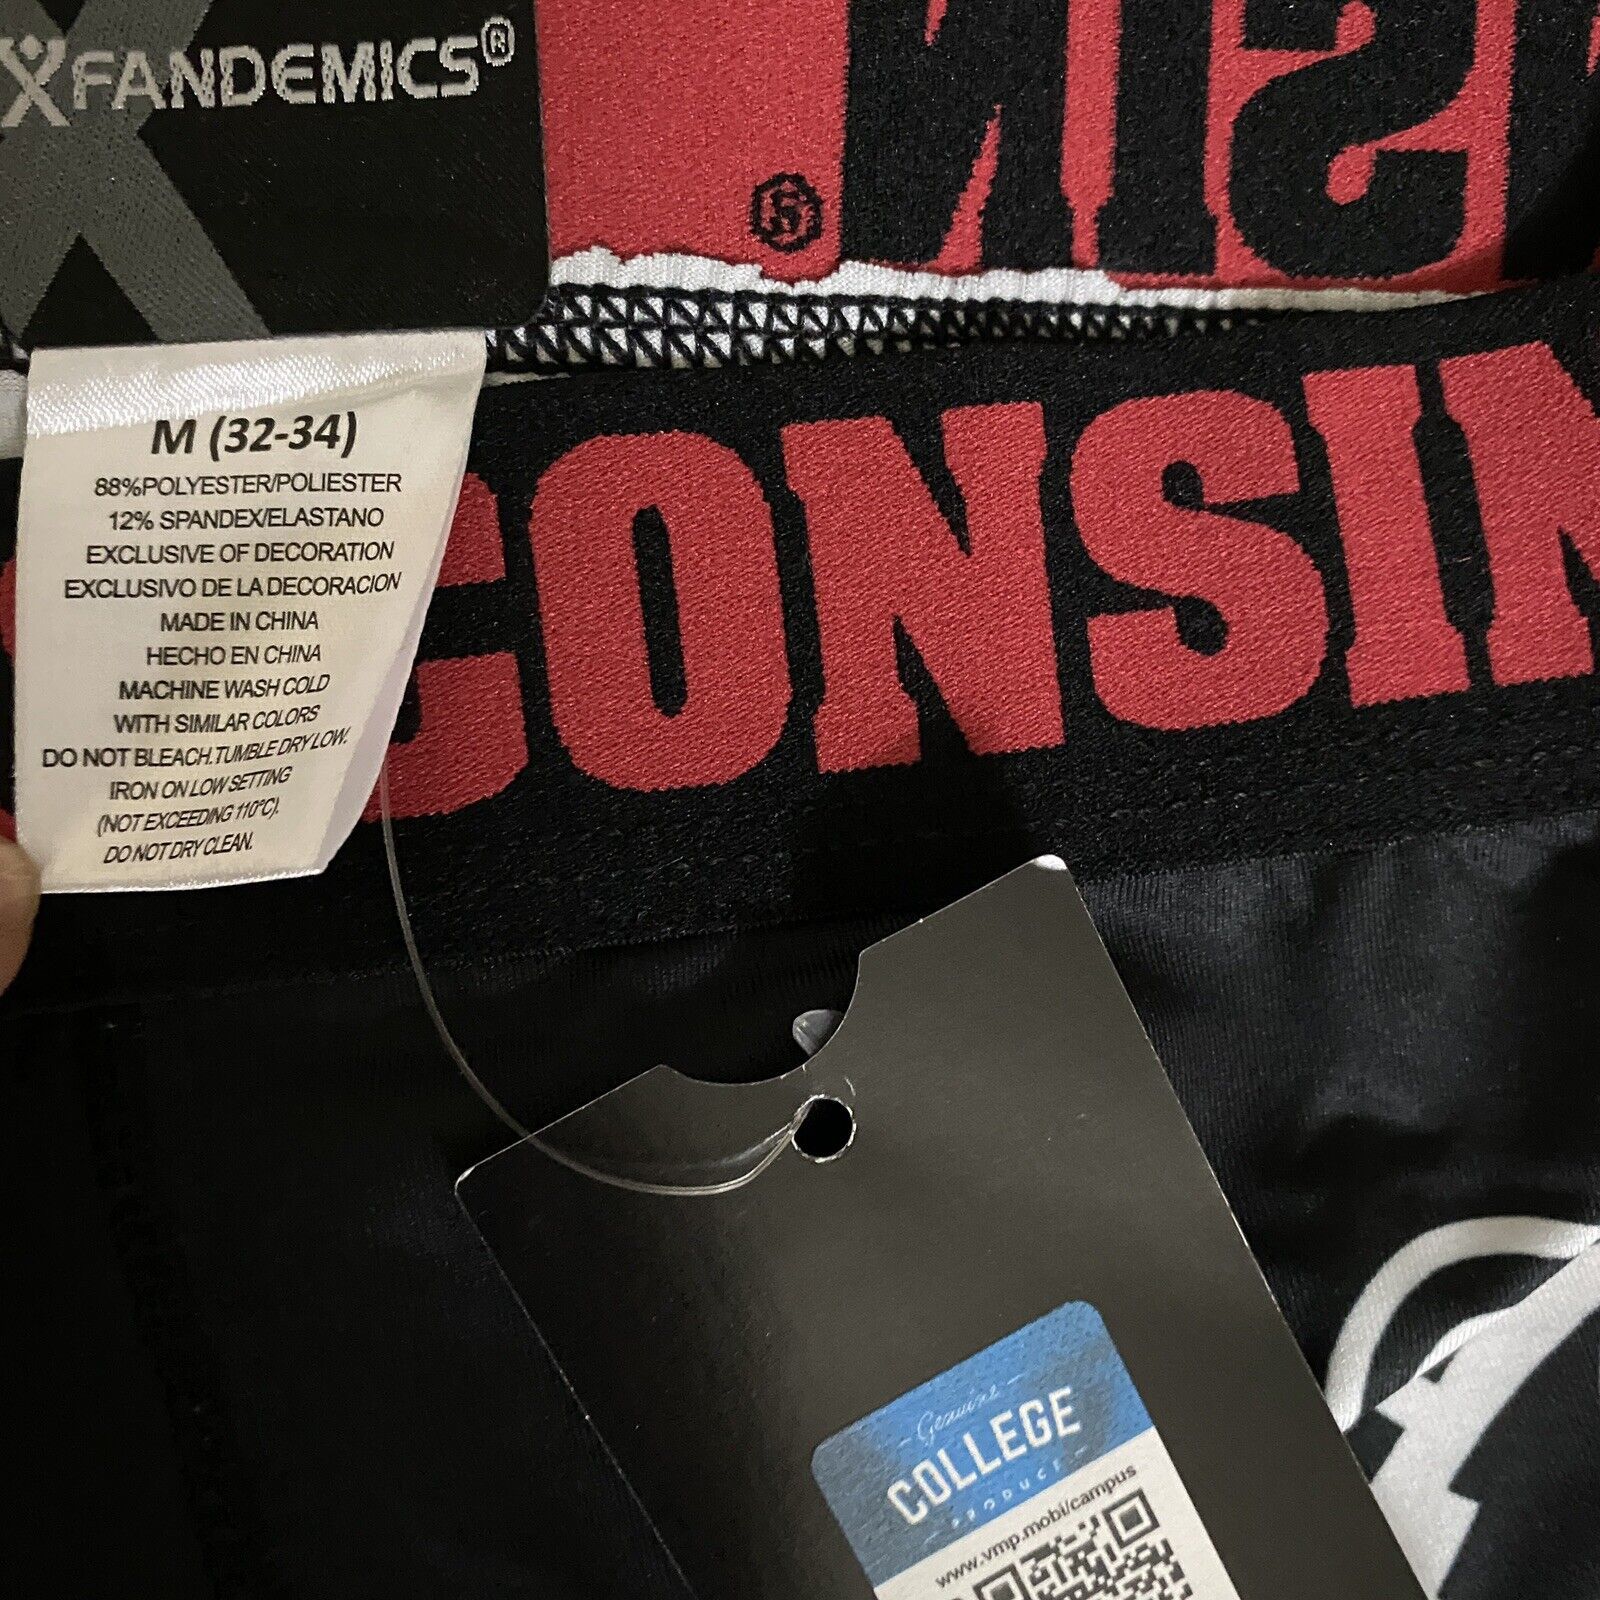 FANDEMICS®
®
M (32-34)
88%POLYESTER/POLIESTER
12% SPANDEX/ELASTANO
EXCLUSIVE OF DECORATION
EXCLUSIVO DE LA DECORACION
MADE IN CHINA
HECHO EN CHINA
MACHINE WASH COLD
WITH SIMILAR COLORS
DO NOT BLEACH.TUMBLE DRY LOW.
IRON ON LOW SETTING
(NOT EXCEEDING 110°C).
DO NOT DRY CLEAN.
CONSIN
Genuine
COLLEGE
PRODUCT
www.vmp.mobi/campus